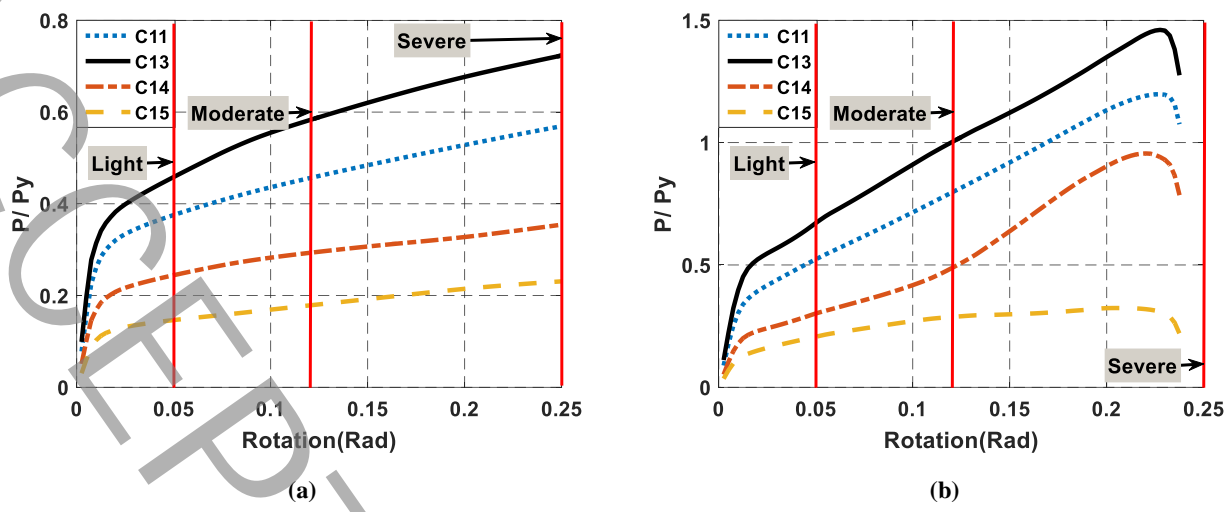 0.8
0.6
0.4
0.2
0
P/ Py
C11
C13
C14
C15
Light
Moderate
Severe
0 0.05 0.1 0.15 0.2 0.25
Rotation(Rad)
(a)
1.5
1
0.5
0
P/ Py
C11
C13
C14
C15
Light
Moderate
Severe
0 0.05 0.1 0.15 0.2 0.25
Rotation(Rad)
(b)
CCEP